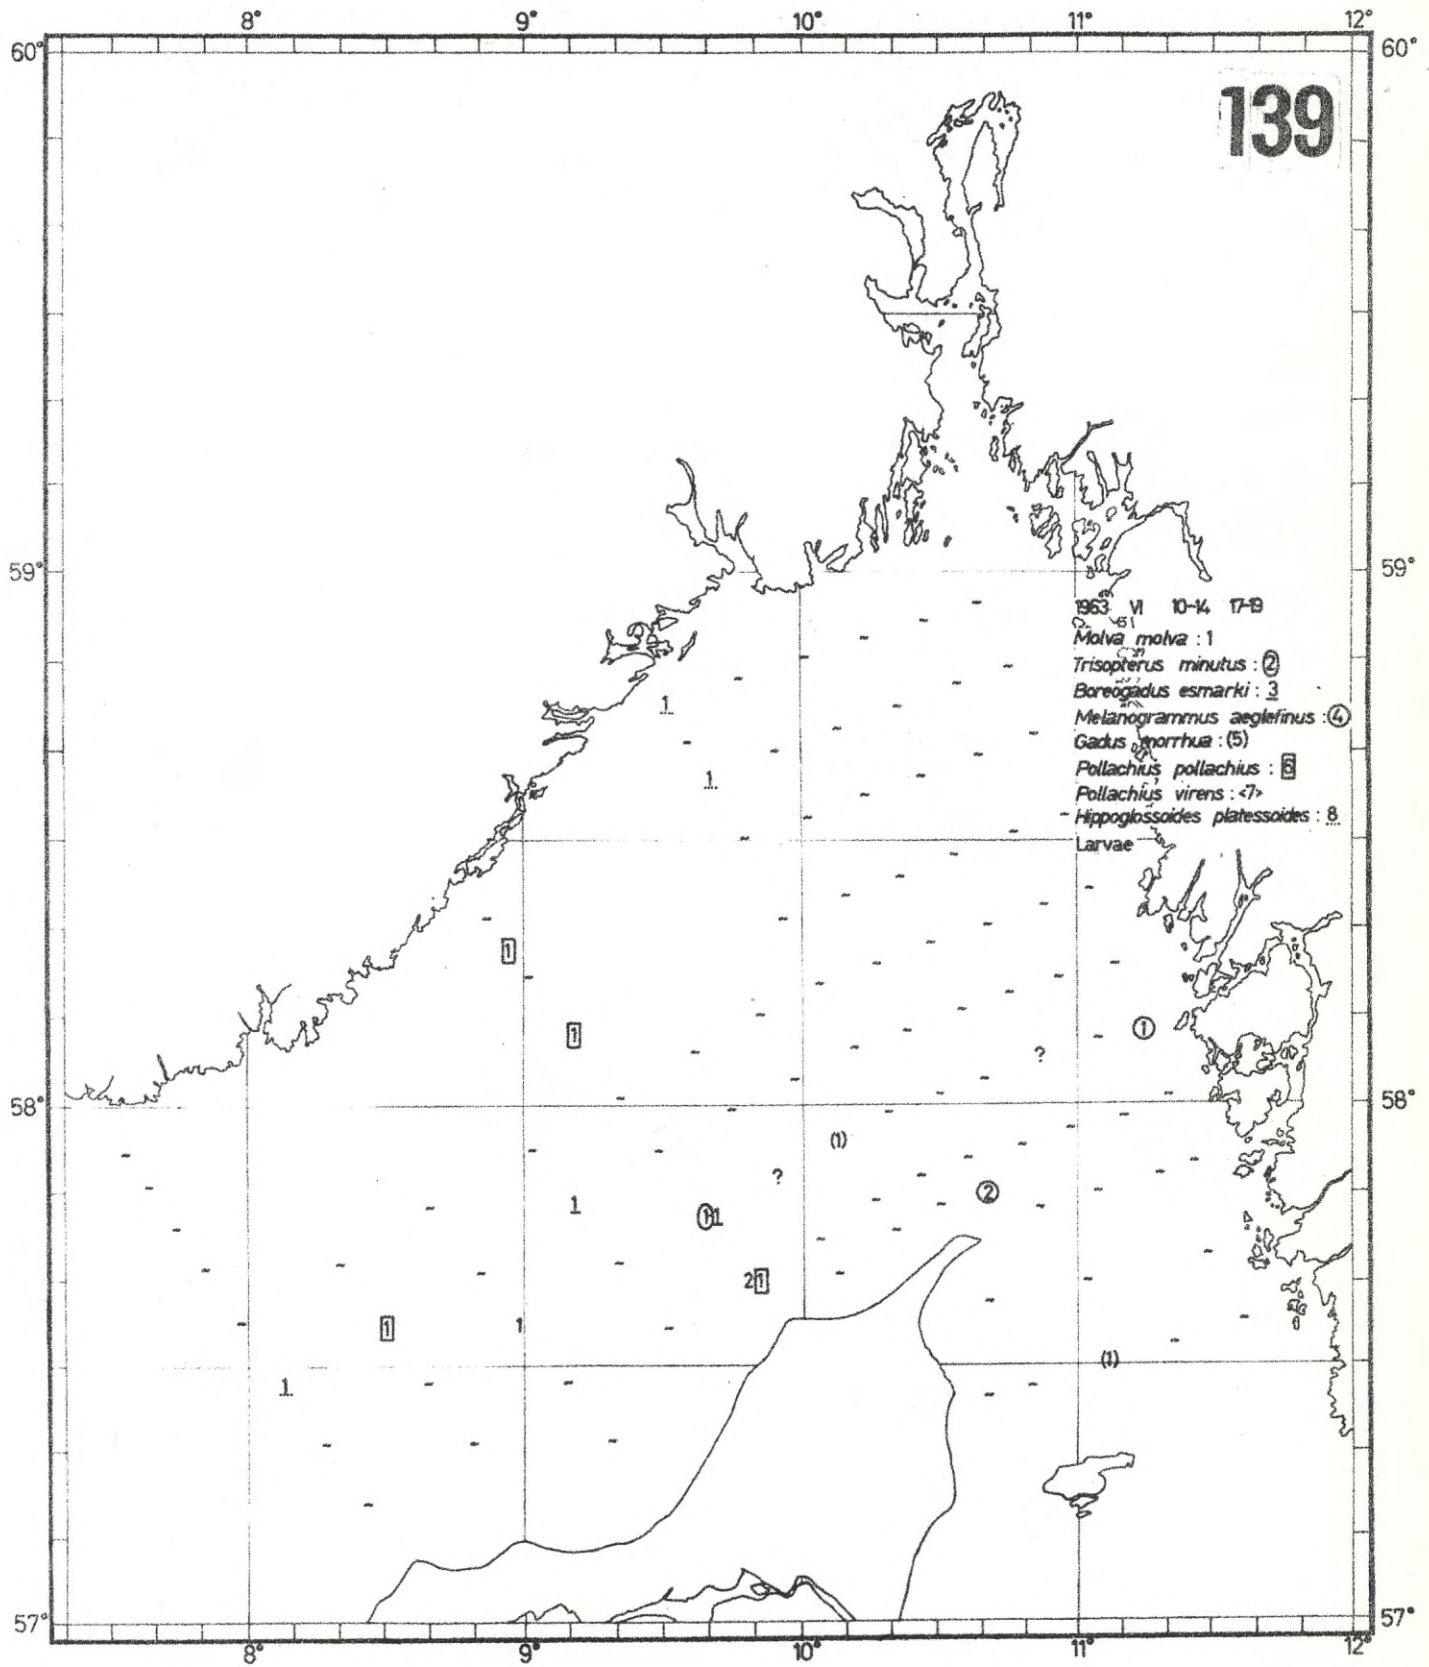 8° 9° 10° 11° 12°
60° 60°
139
59° 59°
1963 VI 10-14 17-19
Molva molva : 1
Trisopterus minutus : 2
1
Boreogadus esmarki : 3
Melanogrammus aeglefinus : 4
Gadus morrhua : (5)
1
Pollachius pollachius : 6
Pollachius virens : <7>
Hippoglossoides platessoides : 8
Larvae
1
1 1
?
58° 58°
(1)
?
1 2
1
2 1
1 1
(1)
1
57° 57°
8° 9° 10° 11° 12°